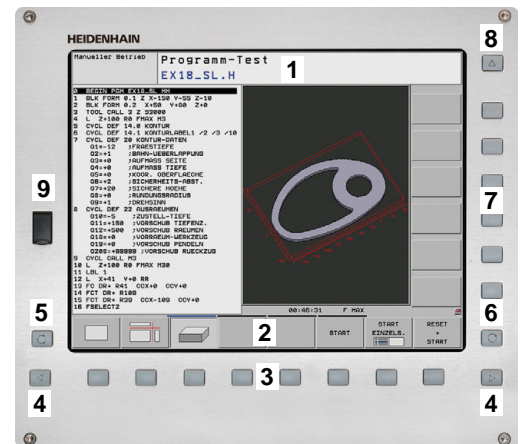 HEIDENHAIN
8
Manueller Betrieb
Programm-Test
EX18_SL.H
1
0 BEGIN PGM EX18_SL MM
1 BLK FORM 0.1 Z X-150 Y-55 Z-10
2 BLK FORM 0.2 X+50 Y+80 Z+0
3 TOOL CALL 3 Z S3000
4 L Z+100 R0 FMAX M3
5 CYCL DEF 14.0 KONTUR
6 CYCL DEF 14.1 KONTURLABEL1 /2 /3 /10
7 CYCL DEF 20 KONTUR-DATEN
Q1=-12 ;FRAESTIEFE
Q2=+1 ;BAHN-UEBERLAPPUNG
Q3=+0 ;AUFMASS SEITE
Q4=+0 ;AUFMASS TIEFE
Q5=+0 ;KOOR. OBERFLAECHE
Q6=+2 ;SICHERHEITS-ABST.
Q7=+20 ;SICHERE HOEHE
Q8=+0 ;RUNDUNGSRADIUS
Q9=+1 ;DREHSINN
8 CYCL DEF 22 AUSRAEUMEN
Q10=-5 ;ZUSTELL-TIEFE
Q11=+150 ;VORSCHUB TIEFENZ.
Q12=+500 ;VORSCHUB RAEUMEN
Q18=+0 ;VORRAEUM-WERKZEUG
Q19=+0 ;VORSCHUB PENDELN
Q208=+99999 ;VORSCHUB RUECKZUG
9 CYCL CALL M3
10 L Z+100 R0 FMAX M30
11 LBL 1
12 L X+41 Y+0 RR
13 FC DR+ R41 CCX+0 CCY+0
14 FCT DR+ R108
15 FCT DR+ R39 CCX-109 CCY+0
16 FSELECT2
9
7
00:46:31 F MAX
5
2
START
START EINZELS.
RESET + START
6
3
4
4